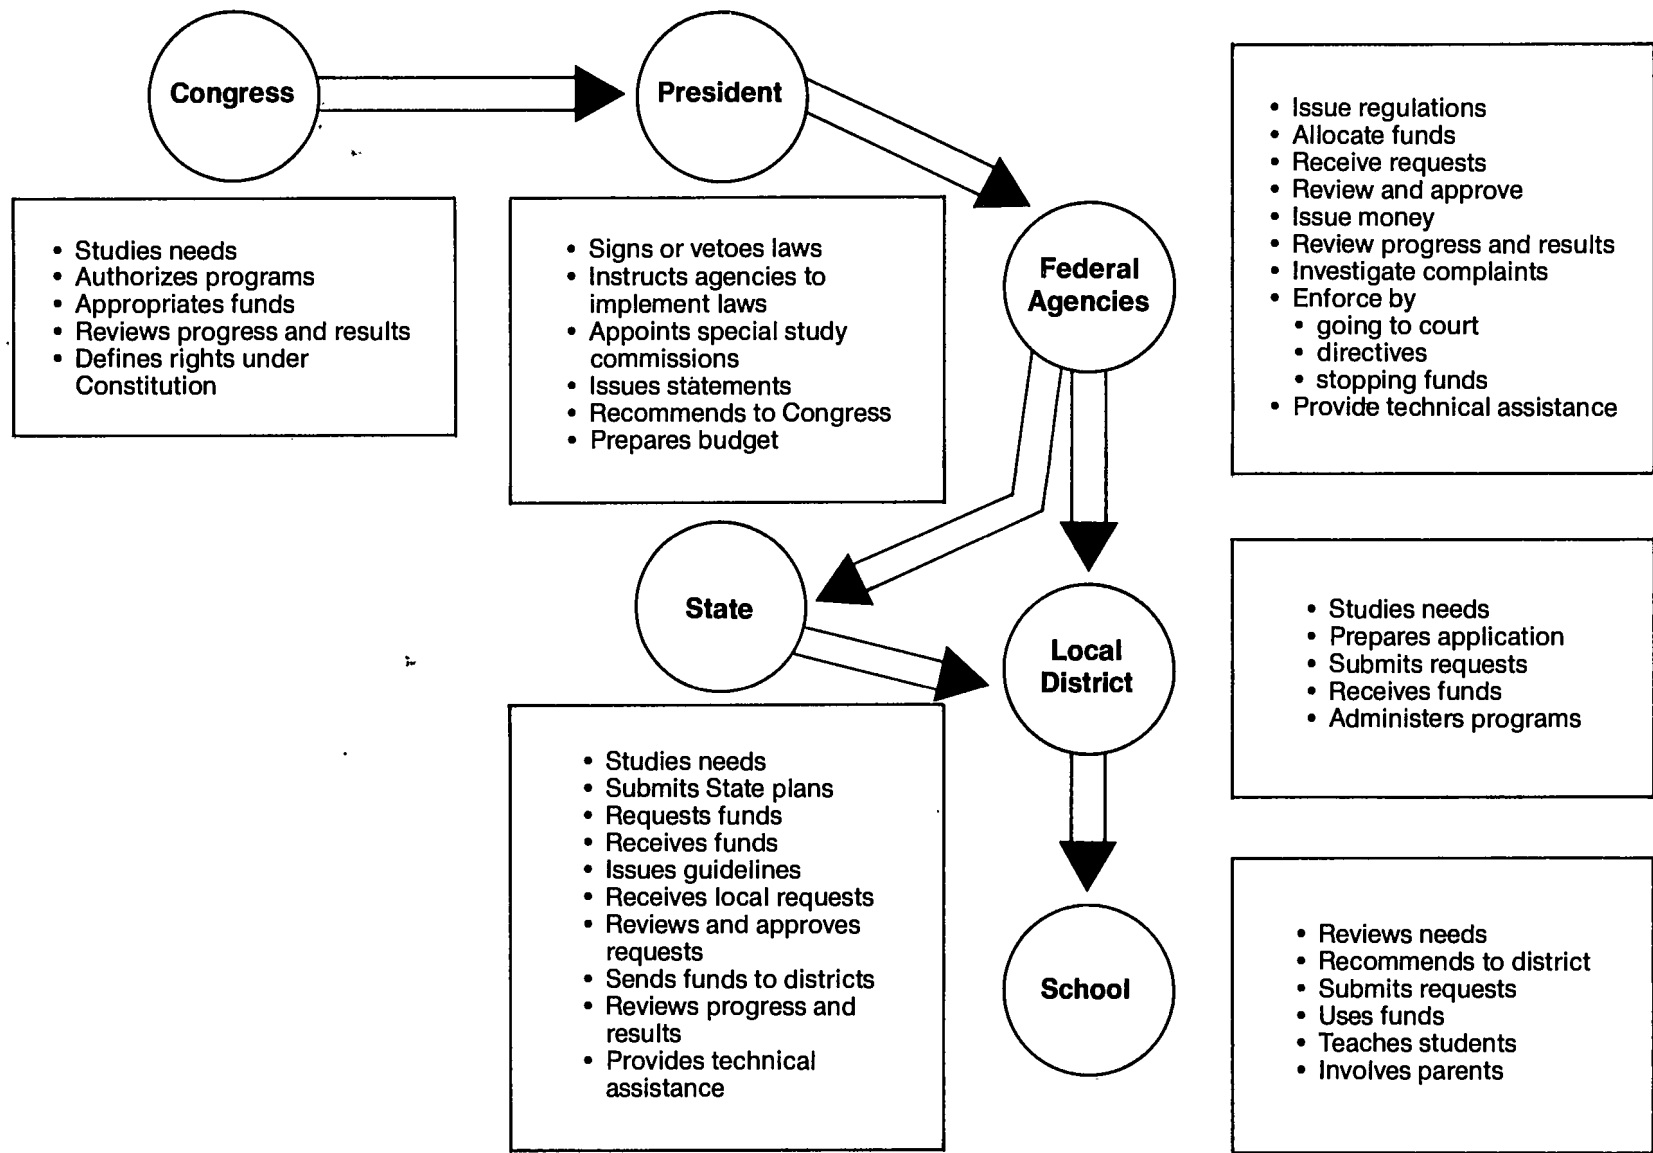 Congress
• Studies needs
• Authorizes programs
• Appropriates funds
• Reviews progress and results
• Defines rights under
Constitution
President
• Signs or vetoes laws
• Instructs agencies to
implement laws
• Appoints special study
commissions
• Issues statements
• Recommends to Congress
• Prepares budget
Federal
Agencies
• Issue regulations
• Allocate funds
• Receive requests
• Review and approve
• Issue money
• Review progress and results
• Investigate complaints
• Enforce by
• going to court
• directives
• stopping funds
• Provide technical assistance
State
• Studies needs
• Submits State plans
• Requests funds
• Receives funds
• Issues guidelines
• Receives local requests
• Reviews and approves
requests
• Sends funds to districts
• Reviews progress and
results
• Provides technical
assistance
Local
District
• Studies needs
• Prepares application
• Submits requests
• Receives funds
• Administers programs
School
• Reviews needs
• Recommends to district
• Submits requests
• Uses funds
• Teaches students
• Involves parents